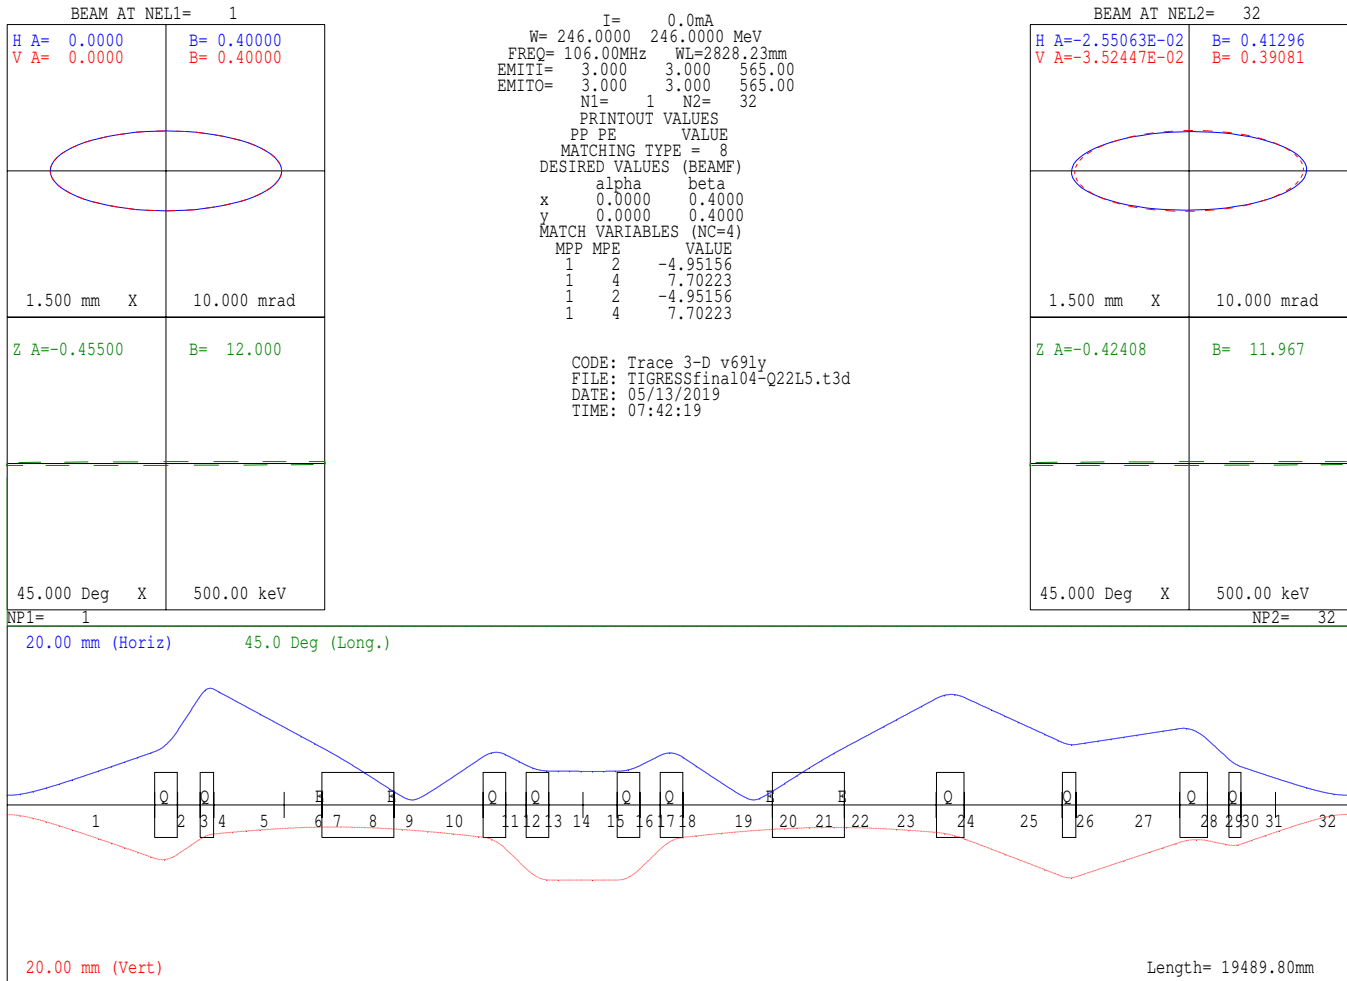 BEAM AT NEL1= 1
H A= 0.0000 B= 0.40000
V A= 0.0000 B= 0.40000
1.500 mm X 10.000 mrad
Z A=-0.45500 B= 12.000
45.000 Deg X 500.00 keV
NP1= 1
I= 0.0mA
W= 246.0000 246.0000 MeV
FREQ= 106.00MHz WL=2828.23mm
EMITI= 3.000 3.000 565.00
EMITO= 3.000 3.000 565.00
N1= 1 N2= 32
PRINTOUT VALUES
PP PE VALUE
MATCHING TYPE = 8
DESIRED VALUES (BEAMF)
alpha beta
x 0.0000 0.4000
y 0.0000 0.4000
MATCH VARIABLES (NC=4)
MPP MPE VALUE
1 2 -4.95156
1 4 7.70223
1 2 -4.95156
1 4 7.70223
CODE: Trace 3-D v69ly
FILE: TIGRESSfinal04-Q22L5.t3d
DATE: 05/13/2019
TIME: 07:42:19
BEAM AT NEL2= 32
H A=-2.55063E-02 B= 0.41296
V A=-3.52447E-02 B= 0.39081
1.500 mm X 10.000 mrad
Z A=-0.42408 B= 11.967
45.000 Deg X 500.00 keV
NP2= 32
20.00 mm (Horiz) 45.0 Deg (Long.)
Q Q E E Q Q Q Q E E Q Q Q Q
1 2 3 4 5 6 7 8 9 10 11 12 13 14 15 16 17 18 19 20 21 22 23 24 25 26 27 28 29 30 31 32
20.00 mm (Vert) Length= 19489.80mm